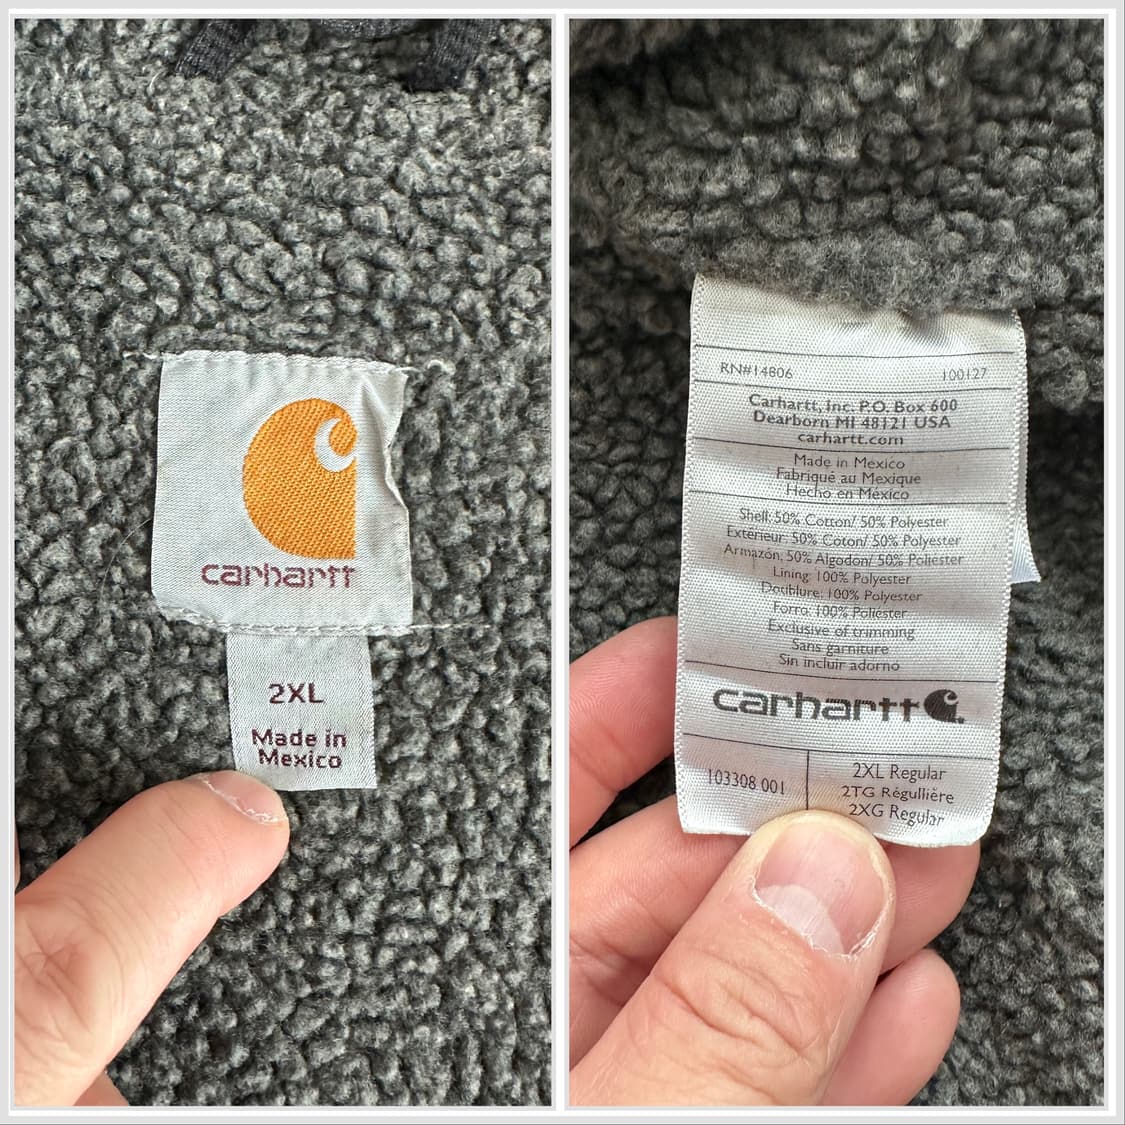 carhartt
2XL
Made in
Mexico
RN#14806 100127
Carhartt, Inc. P.O. Box 600
Dearborn MI 48121 USA
carhartt.com
Made in Mexico
Fabriqué au Mexique
Hecho en México
Shell: 50% Cotton/ 50% Polyester
Extérieur: 50% Coton/ 50% Polyester
Armazón: 50% Algodon/ 50% Poliester
Lining: 100% Polyester
Doublure: 100% Polyester
Forro: 100% Poliéster
Exclusive of trimming
Sans garniture
Sin incluir adorno
carhartt
103308 001
2XL Regular
2TG Régullière
2XG Regular